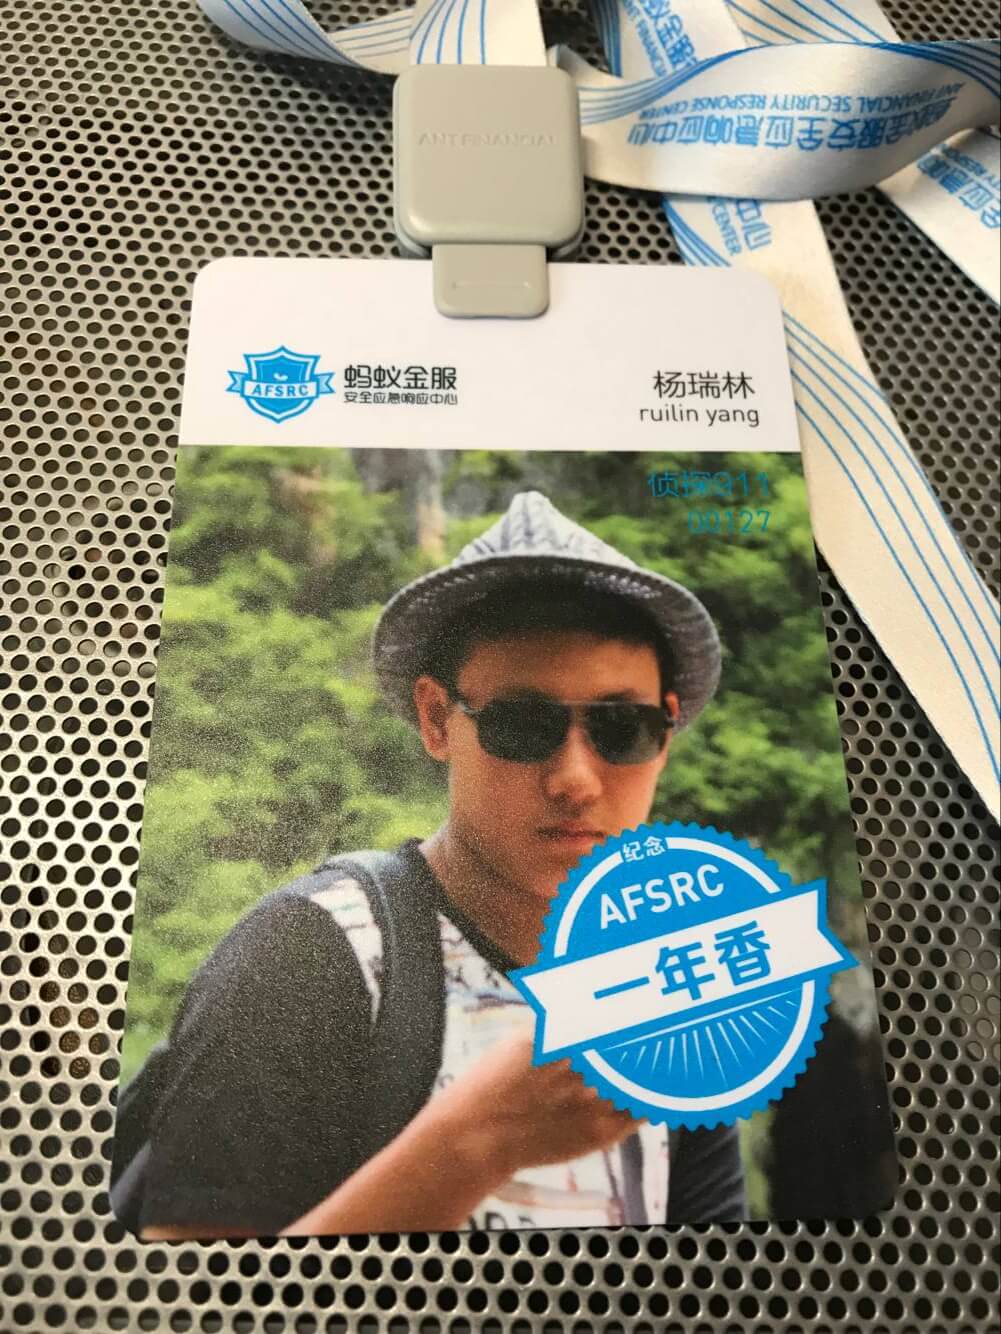 ANT FINANCIAL
蚂蚁金服安全应急响应中心
ANT FINANCIAL SECURITY RESPONSE CENTER
AFSRC
蚂蚁金服
安全应急响应中心
杨瑞林
ruilin yang
侦探911
00127
纪念
AFSRC
一年香